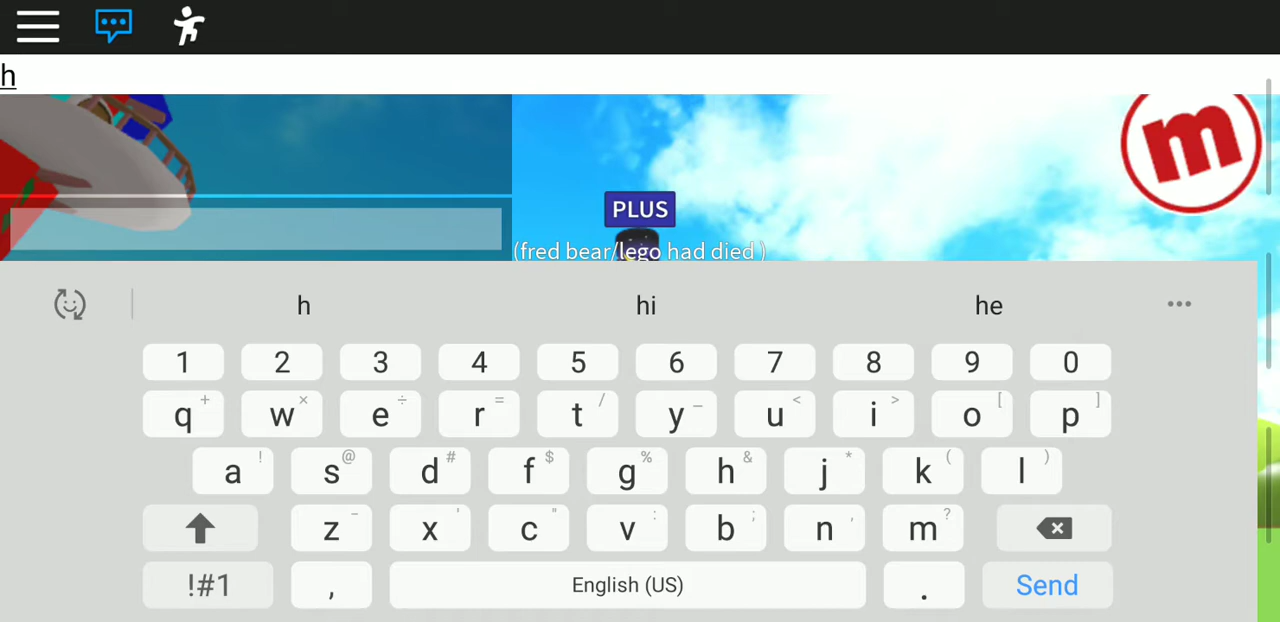 h
m
PLUS
(fred bear/lego had died )
h hi he
1 2 3 4 5 6 7 8 9 0
q + w × e ÷ r = t / y _ u < i > o [ p ]
a ! s @ d # f $ g % h & j * k ( l )
z - x ' c " v : b ; n , m ?
!#1 , English (US) . Send